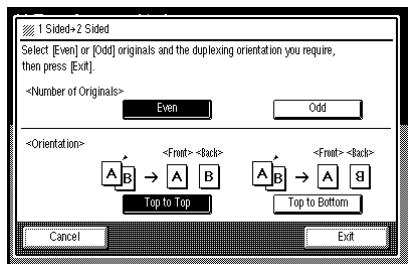 1 Sided→2 Sided
Select [Even] or [Odd] originals and the duplexing orientation you require,
then press [Exit].
<Number of Originals>
Even Odd
<Orientation>
<Front> <Back> <Front> <Back>
A B → A B A B → A B
Top to Top Top to Bottom
Cancel Exit